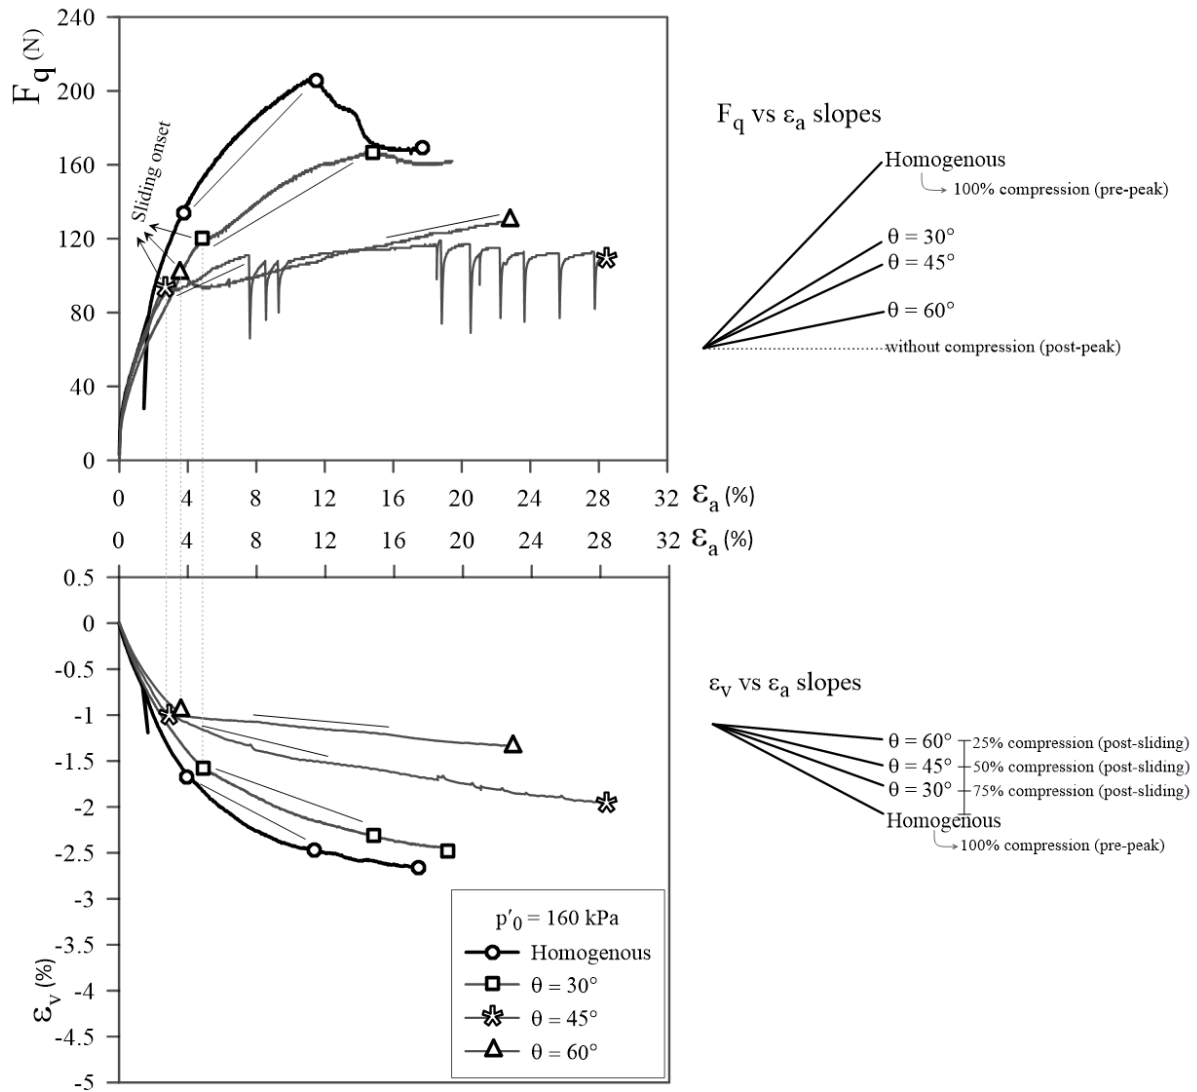 240
200
160
120
80
40
0
F_q (N)
Sliding onset
0 4 8 12 16 20 24 28 32 ε_a (%)
F_q vs ε_a slopes
Homogenous
100% compression (pre-peak)
θ = 30°
θ = 45°
θ = 60°
without compression (post-peak)
0 4 8 12 16 20 24 28 32 ε_a (%)
0.5
0
-0.5
-1
-1.5
-2
-2.5
-3
-3.5
-4
-4.5
-5
ε_v (%)
p′_0 = 160 kPa
Homogenous
θ = 30°
θ = 45°
θ = 60°
ε_v vs ε_a slopes
θ = 60° 25% compression (post-sliding)
θ = 45° 50% compression (post-sliding)
θ = 30° 75% compression (post-sliding)
Homogenous
100% compression (pre-peak)